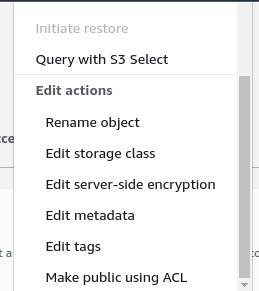 Initiate restore
Query with S3 Select
Edit actions
Rename object
Edit storage class
Edit server-side encryption
Edit metadata
Edit tags
Make public using ACL